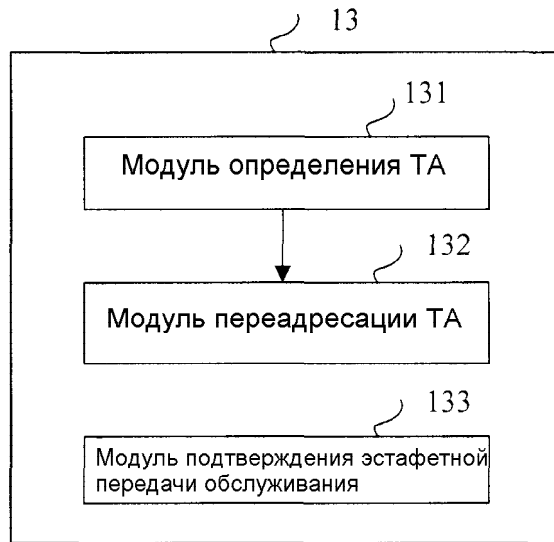 13
131
Модуль определения ТА
132
Модуль переадресации ТА
133
Модуль подтверждения эстафетной
передачи обслуживания